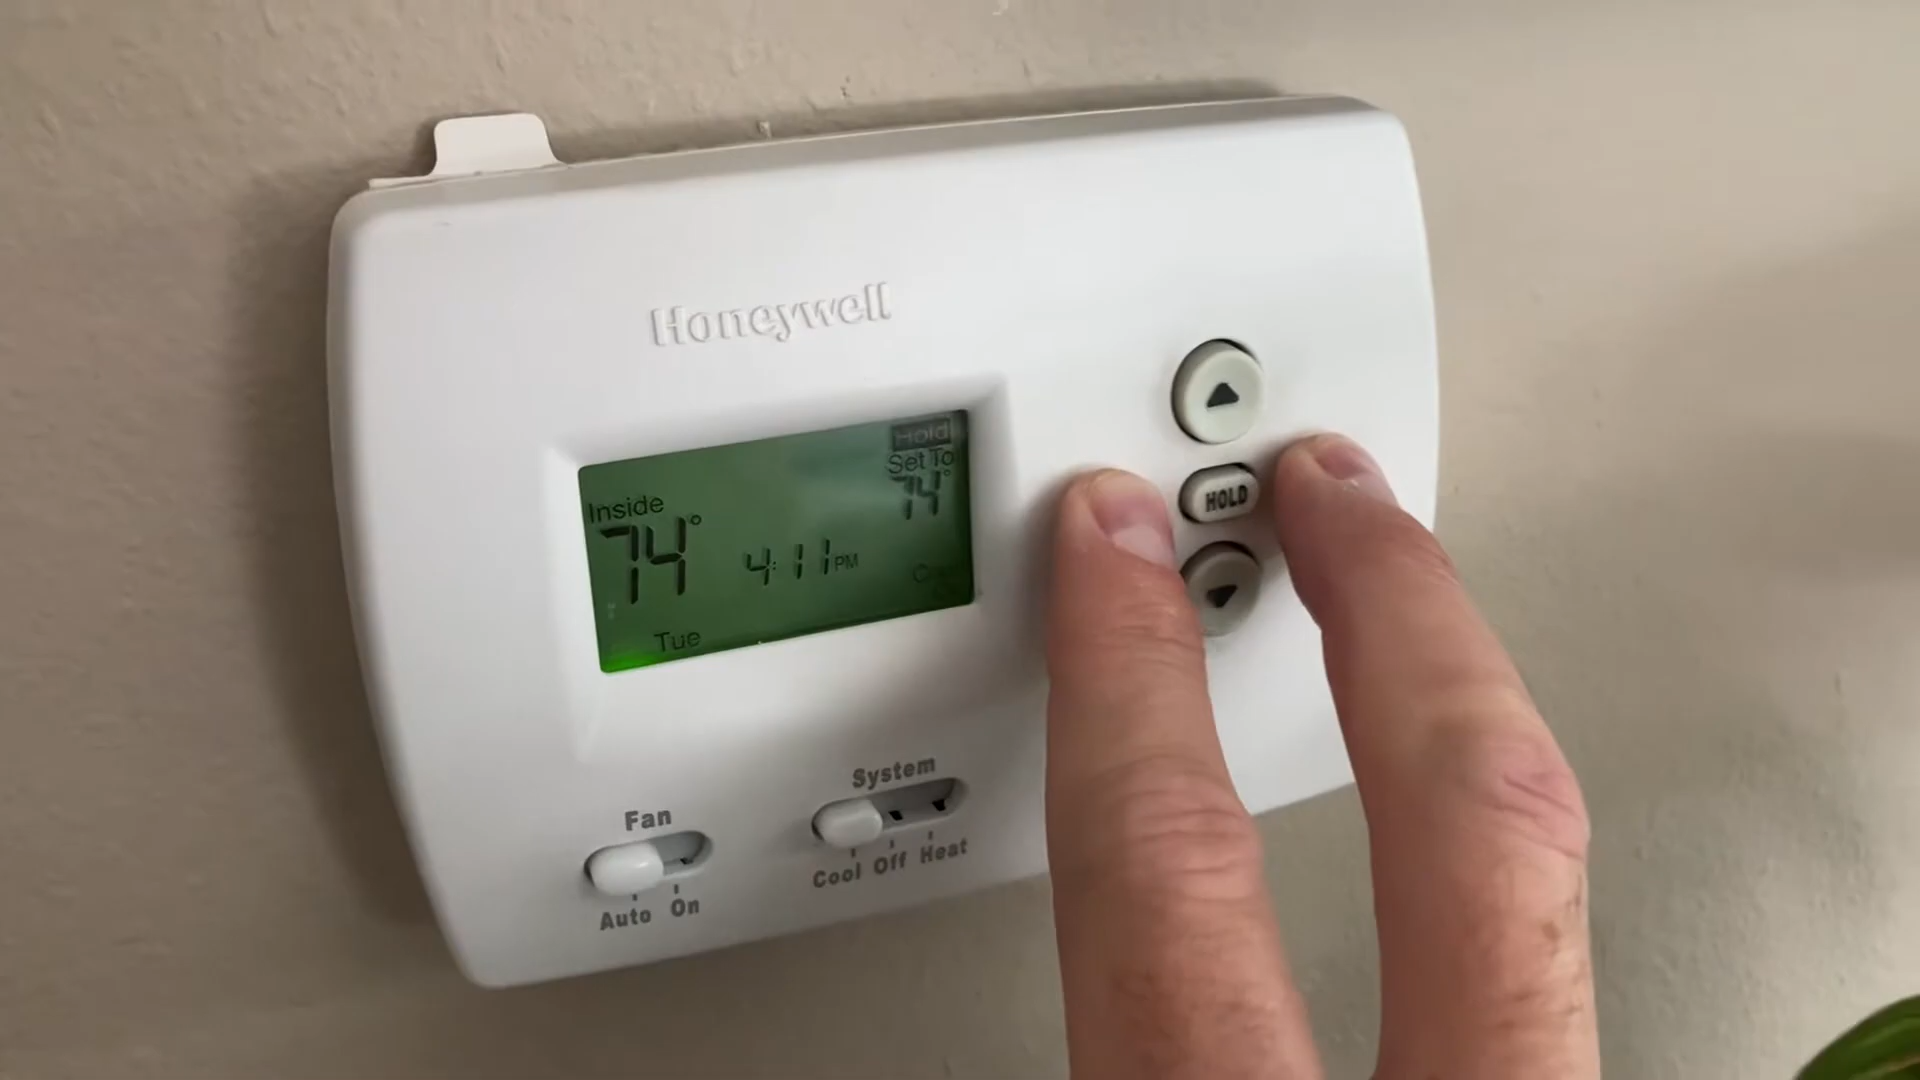 Honeywell
Hold
Set To
74°
Inside
74°
4:11 PM
Tue
HOLD
System
Cool Off Heat
Fan
Auto On